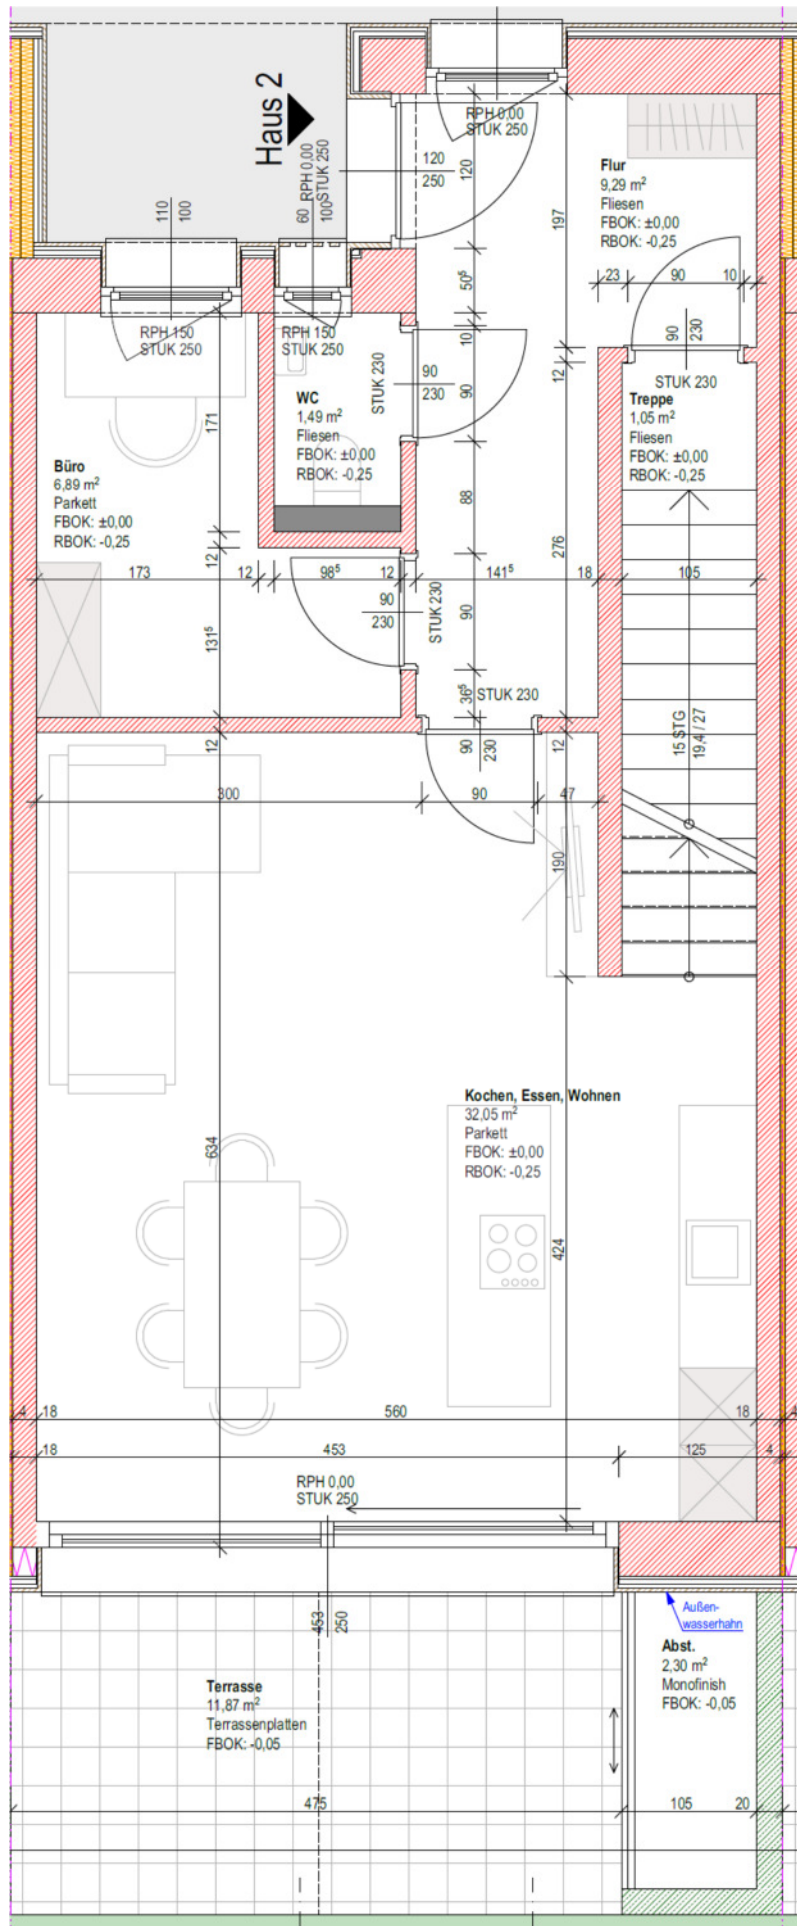 Haus 2
RPH 0,00
STUK 250
RPH 0,00
STUK 250
120
250
120
110
100
60
100
197
Flur
9,29 m²
Fliesen
FBOK: ±0,00
RBOK: -0,25
50⁵
23
90
10
RPH 150
STUK 250
RPH 150
STUK 250
10
12
90
230
STUK 230
STUK 230
90
230
90
WC
1,49 m²
Fliesen
FBOK: ±0,00
RBOK: -0,25
Treppe
1,05 m²
Fliesen
FBOK: ±0,00
RBOK: -0,25
171
Büro
6,89 m²
Parkett
FBOK: ±0,00
RBOK: -0,25
88
276
12
173
12
98⁵
12
141⁵
18
105
90
230
STUK 230
90
131⁵
36⁵
STUK 230
15 STG
19,4 / 27
12
90
230
12
300
90
47
190
Kochen, Essen, Wohnen
32,05 m²
Parkett
FBOK: ±0,00
RBOK: -0,25
634
424
4
18
560
18
4
18
453
125
4
RPH 0,00
STUK 250
453
250
Außen-
wasserhahn
Abst.
2,30 m²
Monofinish
FBOK: -0,05
Terrasse
11,87 m²
Terrassenplatten
FBOK: -0,05
475
105
20